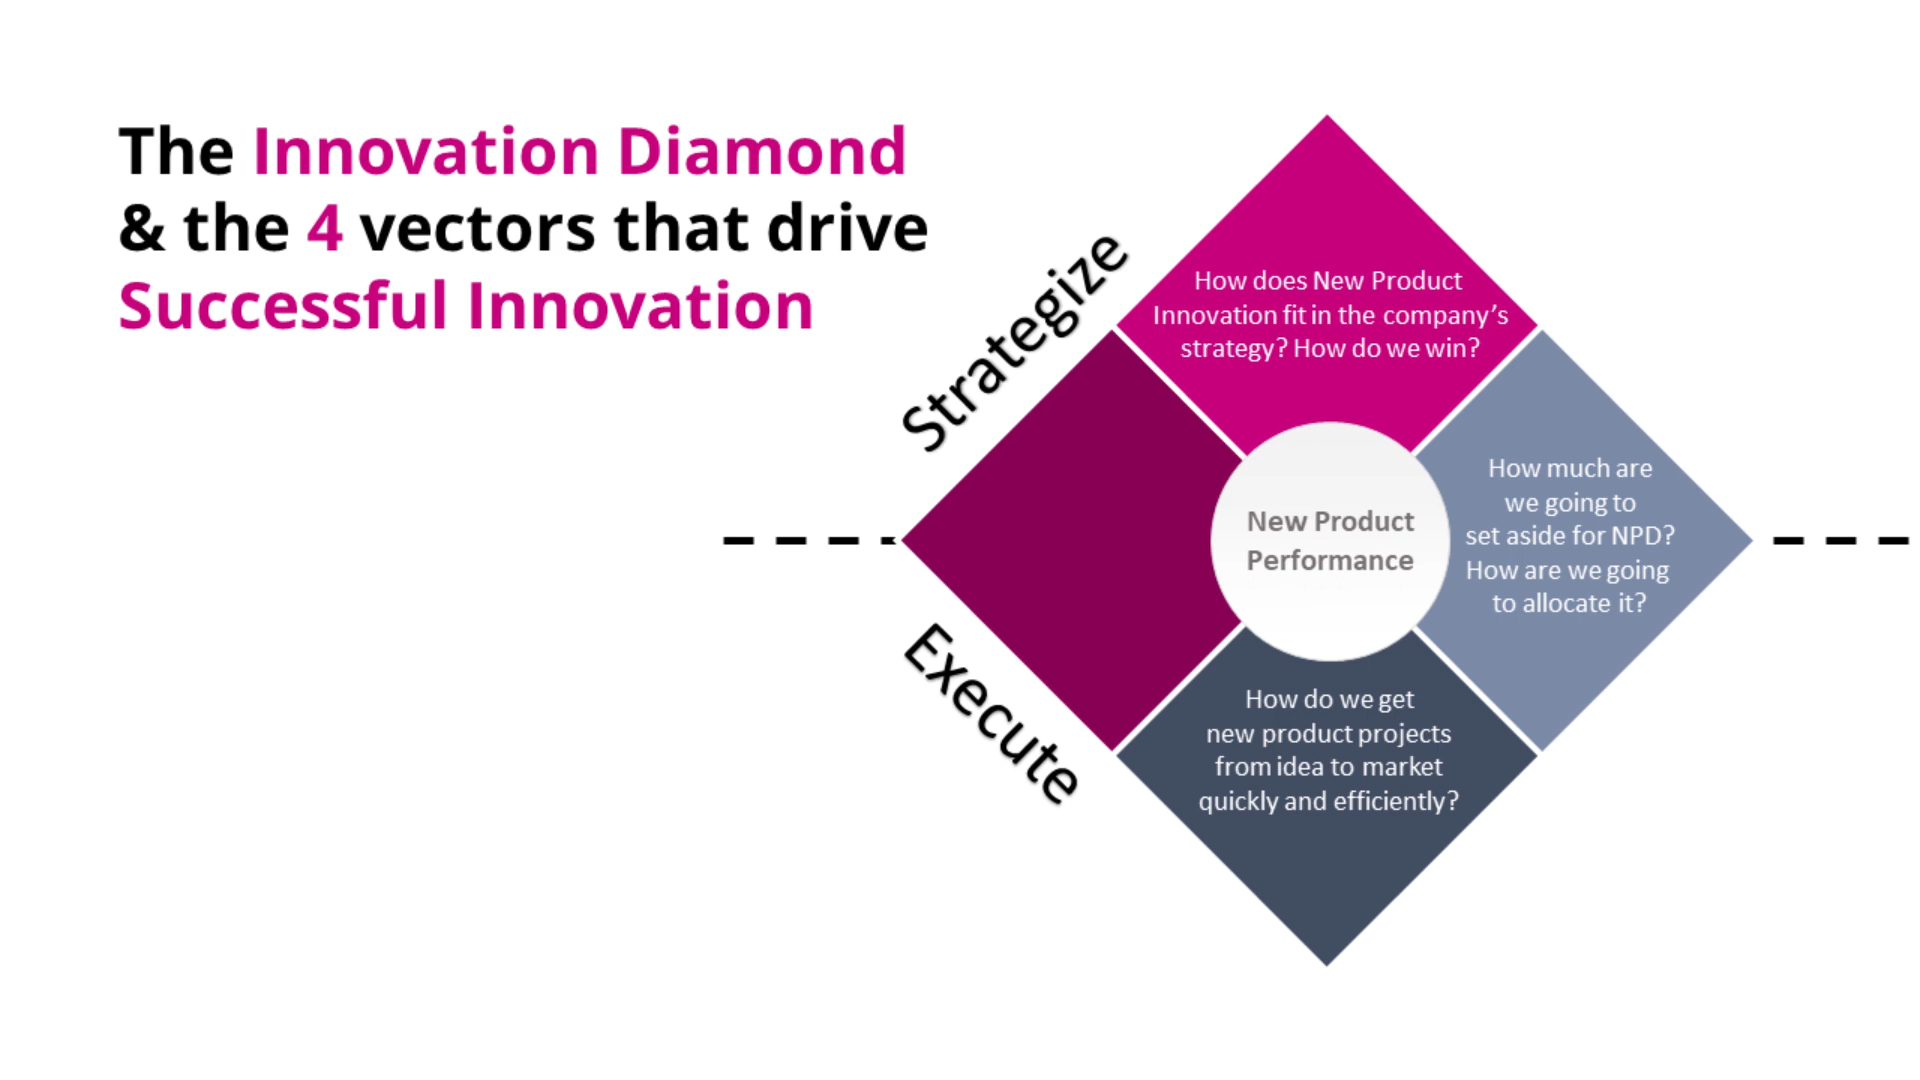 The Innovation Diamond
& the 4 vectors that drive
Successful Innovation
Strategize
How does New Product
Innovation fit in the company’s
strategy? How do we win?
New Product
Performance
How much are
we going to
set aside for NPD?
How are we going
to allocate it?
Execute
How do we get
new product projects
from idea to market
quickly and efficiently?